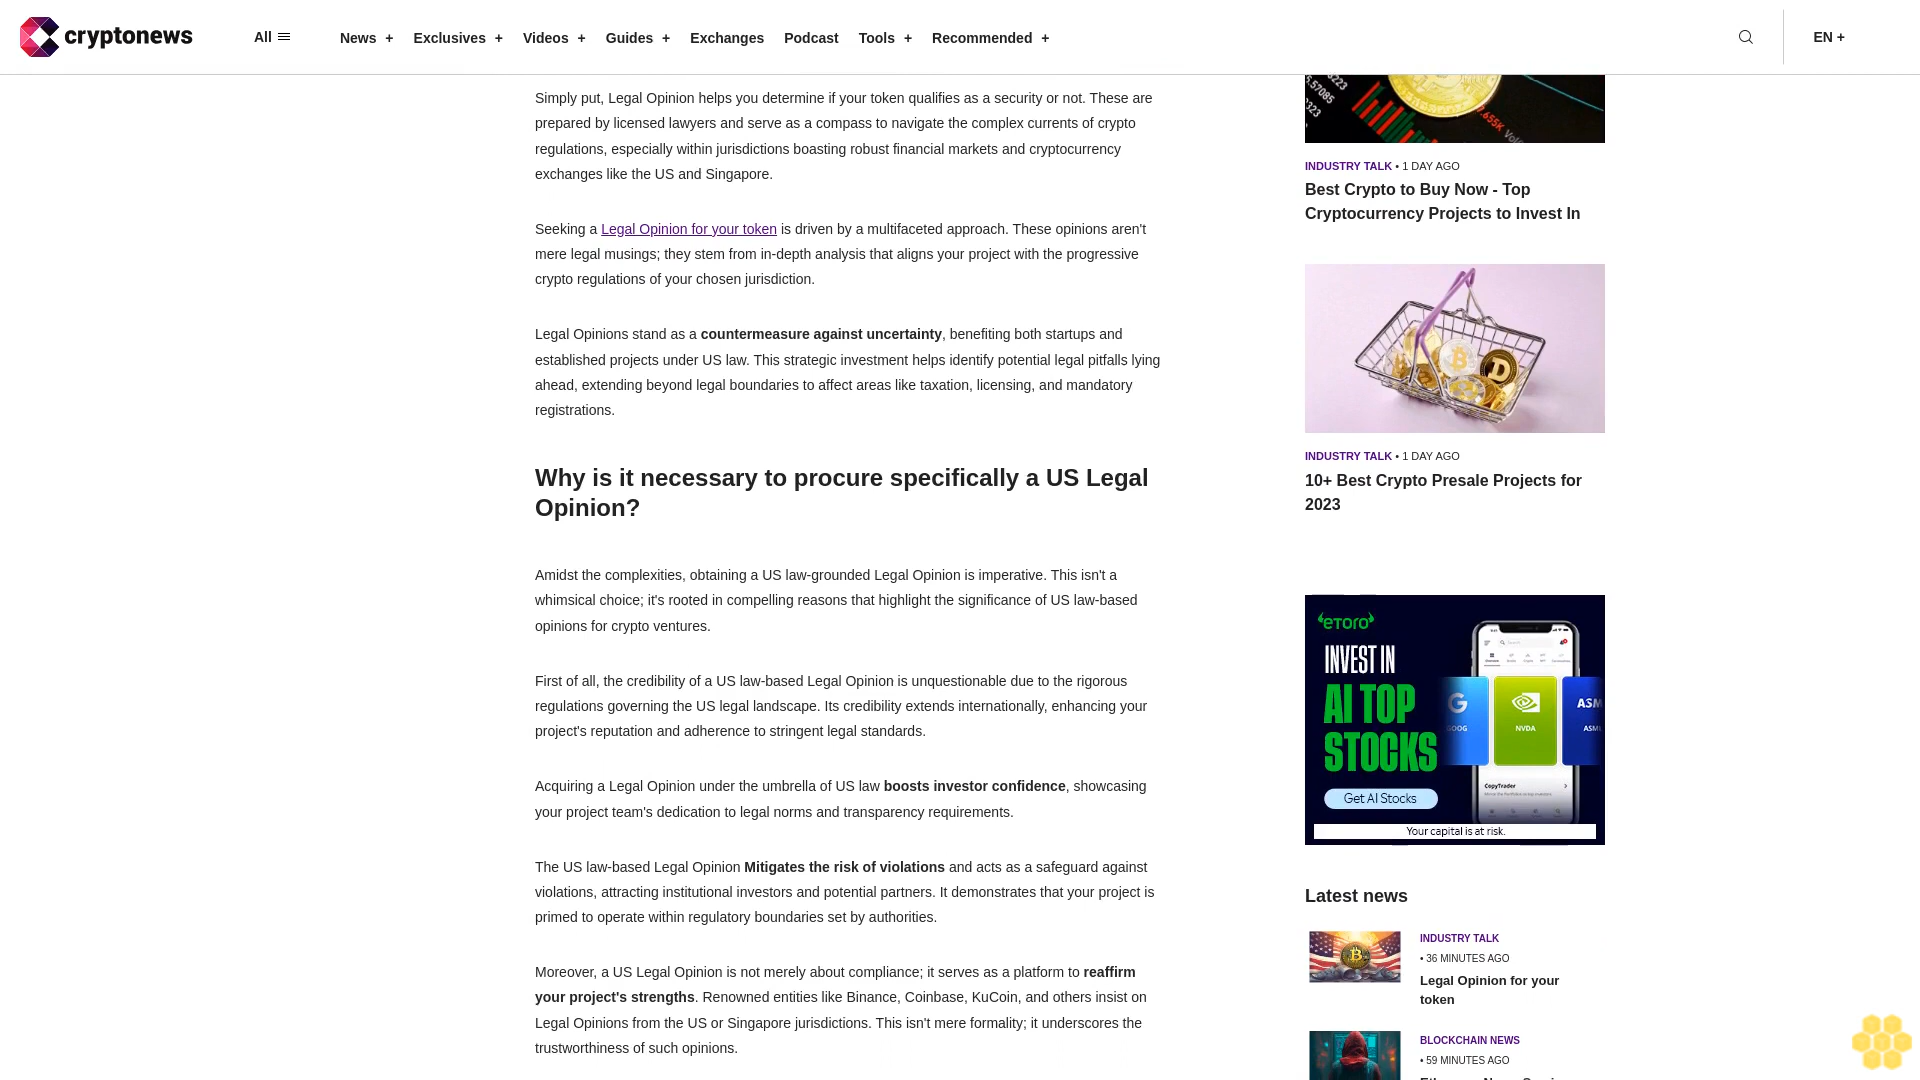 cryptonews
All
News +
Exclusives +
Videos +
Guides +
Exchanges
Podcast
Tools +
Recommended +
EN +
Simply put, Legal Opinion helps you determine if your token qualifies as a security or not. These are
prepared by licensed lawyers and serve as a compass to navigate the complex currents of crypto
regulations, especially within jurisdictions boasting robust financial markets and cryptocurrency
exchanges like the US and Singapore.
Seeking a Legal Opinion for your token is driven by a multifaceted approach. These opinions aren't
mere legal musings; they stem from in-depth analysis that aligns your project with the progressive
crypto regulations of your chosen jurisdiction.
Legal Opinions stand as a countermeasure against uncertainty, benefiting both startups and
established projects under US law. This strategic investment helps identify potential legal pitfalls lying
ahead, extending beyond legal boundaries to affect areas like taxation, licensing, and mandatory
registrations.
Why is it necessary to procure specifically a US Legal
Opinion?
Amidst the complexities, obtaining a US law-grounded Legal Opinion is imperative. This isn't a
whimsical choice; it's rooted in compelling reasons that highlight the significance of US law-based
opinions for crypto ventures.
First of all, the credibility of a US law-based Legal Opinion is unquestionable due to the rigorous
regulations governing the US legal landscape. Its credibility extends internationally, enhancing your
project's reputation and adherence to stringent legal standards.
Acquiring a Legal Opinion under the umbrella of US law boosts investor confidence, showcasing
your project team's dedication to legal norms and transparency requirements.
The US law-based Legal Opinion Mitigates the risk of violations and acts as a safeguard against
violations, attracting institutional investors and potential partners. It demonstrates that your project is
primed to operate within regulatory boundaries set by authorities.
Moreover, a US Legal Opinion is not merely about compliance; it serves as a platform to reaffirm
your project's strengths. Renowned entities like Binance, Coinbase, KuCoin, and others insist on
Legal Opinions from the US or Singapore jurisdictions. This isn't mere formality; it underscores the
trustworthiness of such opinions.
.57085
.655K
INDUSTRY TALK • 1 DAY AGO
Best Crypto to Buy Now - Top
Cryptocurrency Projects to Invest In
INDUSTRY TALK • 1 DAY AGO
10+ Best Crypto Presale Projects for
2023
eToro
INVEST IN
AI TOP
STOCKS
Get AI Stocks
GOOG
NVDA
ASM
CopyTrader
Your capital is at risk.
Latest news
INDUSTRY TALK
• 36 MINUTES AGO
Legal Opinion for your
token
BLOCKCHAIN NEWS
• 59 MINUTES AGO